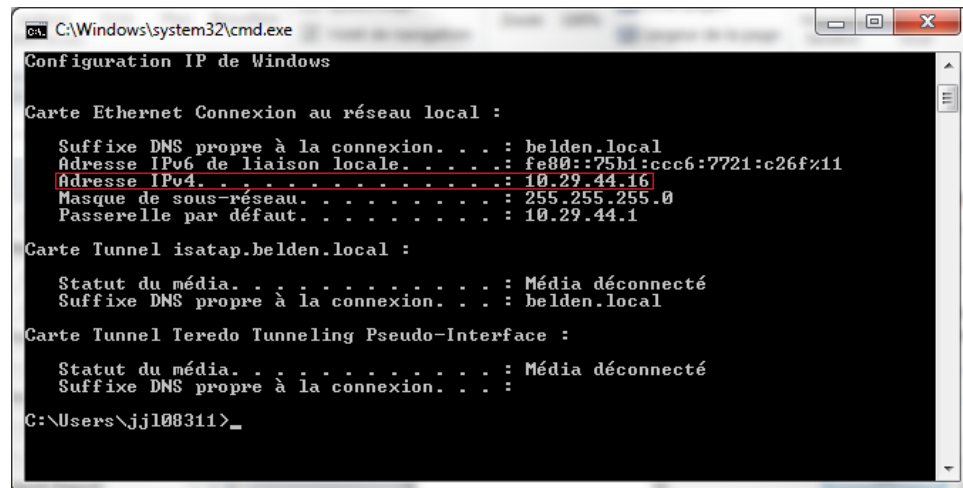 C:\Windows\system32\cmd.exe
Configuration IP de Windows
Carte Ethernet Connexion au réseau local :
Suffixe DNS propre à la connexion. . . : belden.local
Adresse IPv6 de liaison locale. . . . .: fe80::75b1:ccc6:7721:c26f%11
Adresse IPv4. . . . . . . . . . . . . .: 10.29.44.16
Masque de sous-réseau. . . . . . . . . : 255.255.255.0
Passerelle par défaut. . . . . . . . . : 10.29.44.1
Carte Tunnel isatap.belden.local :
Statut du média. . . . . . . . . . . . : Média déconnecté
Suffixe DNS propre à la connexion. . . : belden.local
Carte Tunnel Teredo Tunneling Pseudo-Interface :
Statut du média. . . . . . . . . . . . : Média déconnecté
Suffixe DNS propre à la connexion. . . :
C:\Users\jjl08311>_